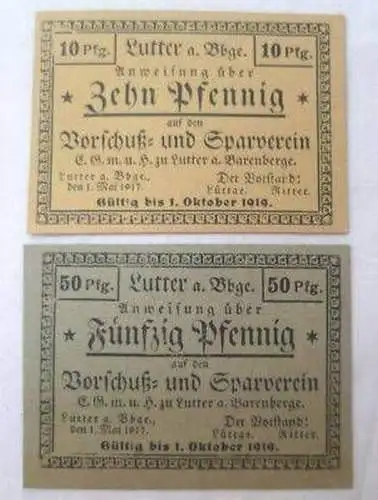 10 Pfg. Lutter a. Bbge. 10 Pfg.
Anweisung über
* Zehn Pfennig *
auf den
Vorschuß- und Sparverein
E. G. m. u. H. zu Lutter a. Barenberge.
Lutter a. Bbge., Der Vorstand:
den 1. Mai 1917. Lüttge. Ritter.
Gültig bis 1. Oktober 1919.
50 Pfg. Lutter a. Bbge. 50 Pfg.
Anweisung über
* Fünfzig Pfennig *
auf den
Vorschuß- und Sparverein
E. G. m. u. H. zu Lutter a. Barenberge.
Lutter a. Bbge., Der Vorstand:
den 1. Mai 1917. Lüttge. Ritter.
Gültig bis 1. Oktober 1919.